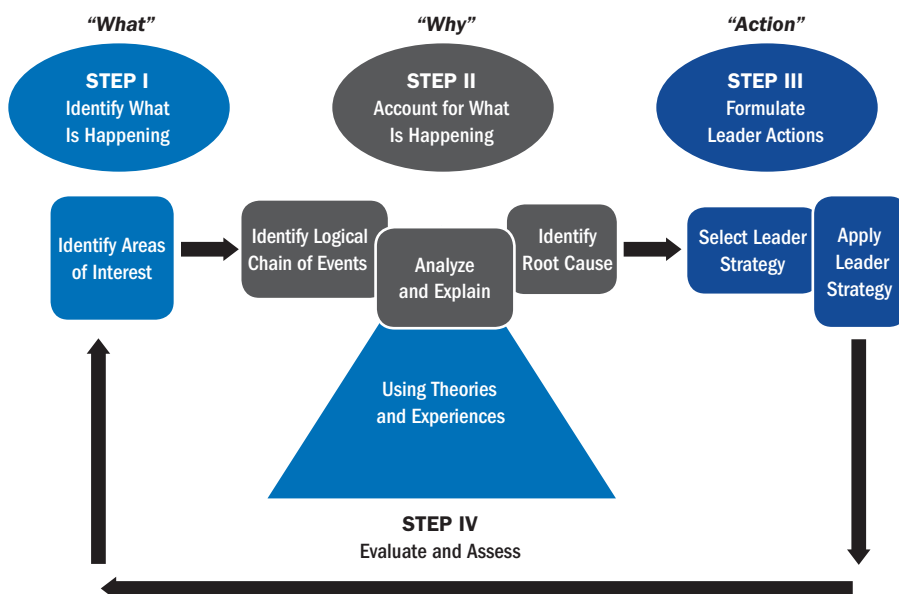 “What”
“Why”
“Action”
STEP I
Identify What
Is Happening
STEP II
Account for What
Is Happening
STEP III
Formulate
Leader Actions
Identify Areas
of Interest
Identify Logical
Chain of Events
Analyze
and Explain
Identify
Root Cause
Select Leader
Strategy
Apply
Leader
Strategy
Using Theories
and Experiences
STEP IV
Evaluate and Assess